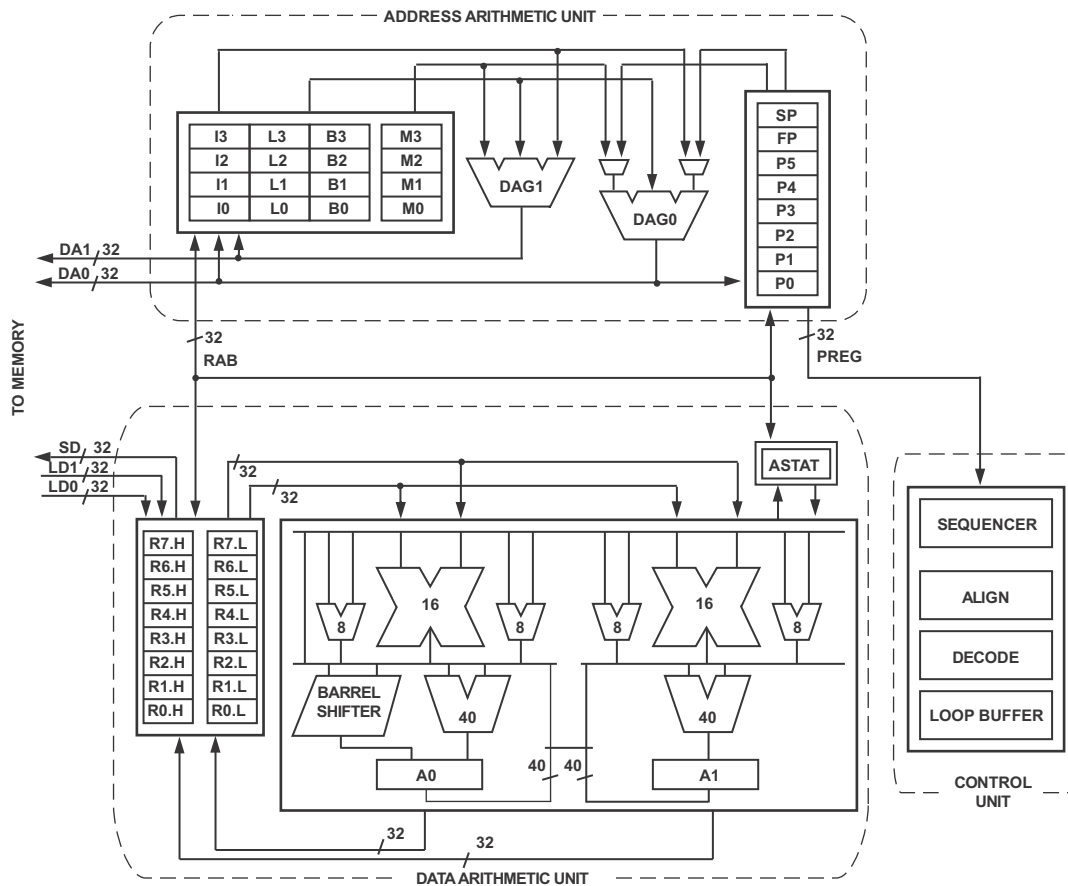 ADDRESS ARITHMETIC UNIT
I3 L3 B3 M3
I2 L2 B2 M2
I1 L1 B1 M1
I0 L0 B0 M0
DAG1
DAG0
SP
FP
P5
P4
P3
P2
P1
P0
DA1 32
DA0 32
TO MEMORY
32
RAB
32
PREG
SD 32
LD1 32
LD0 32
32
32
ASTAT
R7.H R7.L
R6.H R6.L
R5.H R5.L
R4.H R4.L
R3.H R3.L
R2.H R2.L
R1.H R1.L
R0.H R0.L
16
8 8 8
16
8
BARREL
SHIFTER
40
40
A0
40 40
A1
32
32
DATA ARITHMETIC UNIT
SEQUENCER
ALIGN
DECODE
LOOP BUFFER
CONTROL
UNIT